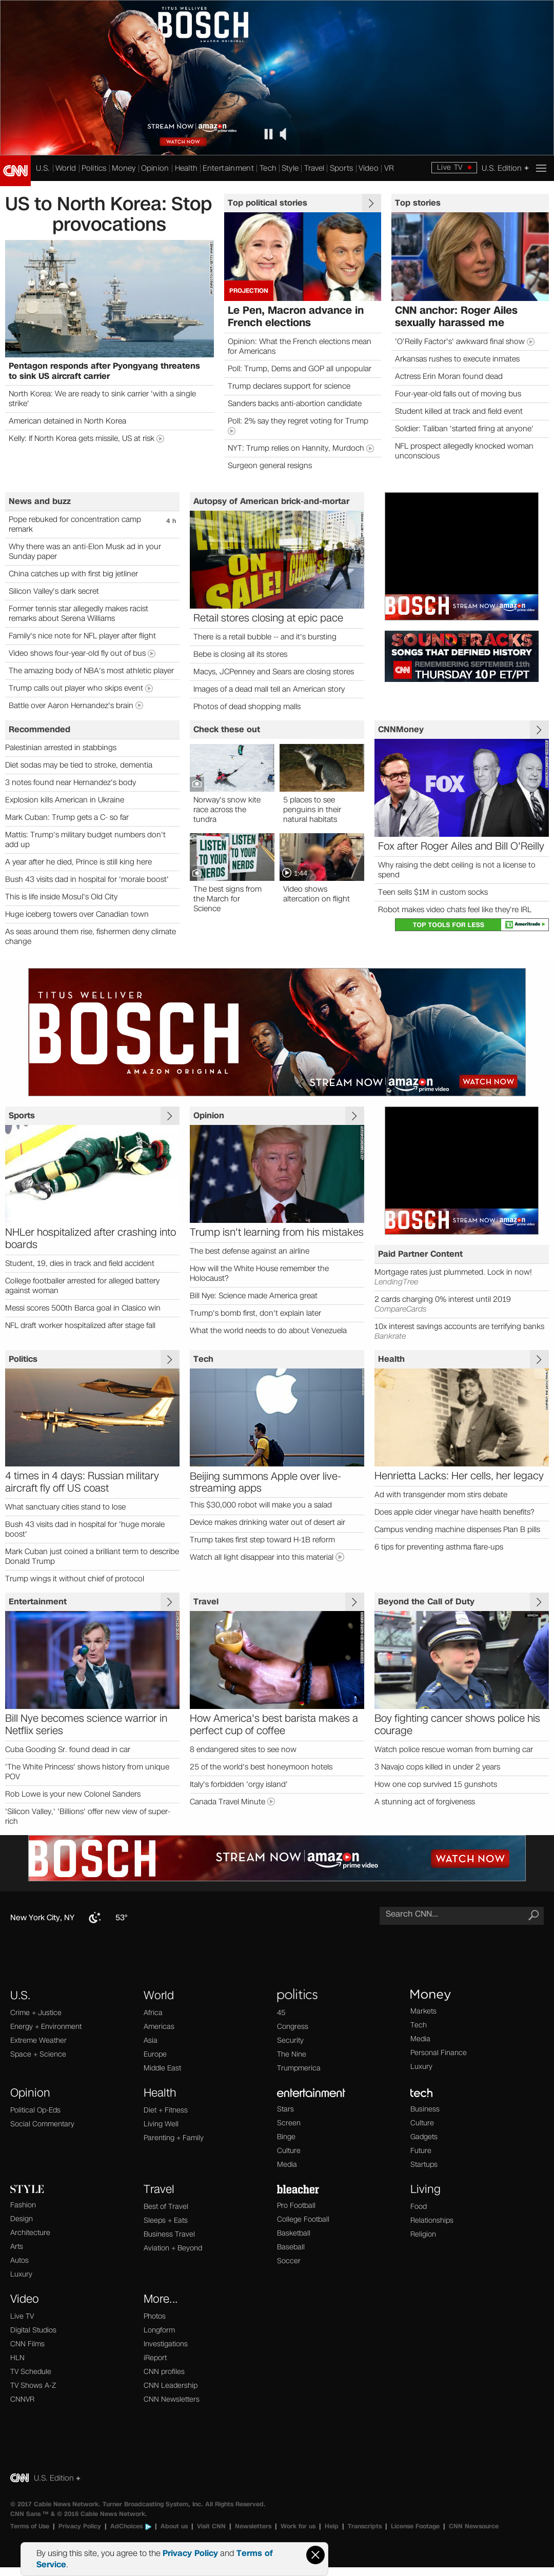 TITUS WELLIVER
BOSCH
AMAZON ORIGINAL
STREAM NOW amazon
prime video
WATCH NOW
CNN
U.S. World Politics Money Opinion Health Entertainment Tech Style Travel Sports Video VR
Live TV
U.S. Edition +
US to North Korea: Stop
provocations
Pentagon responds after Pyongyang threatens
to sink US aircraft carrier
North Korea: We are ready to sink carrier 'with a single
strike'
American detained in North Korea
Kelly: If North Korea gets missile, US at risk
Top political stories
PROJECTION
Le Pen, Macron advance in
French elections
Opinion: What the French elections mean
for Americans
Poll: Trump, Dems and GOP all unpopular
Trump declares support for science
Sanders backs anti-abortion candidate
Poll: 2% say they regret voting for Trump
NYT: Trump relies on Hannity, Murdoch
Surgeon general resigns
Top stories
CNN anchor: Roger Ailes
sexually harassed me
'O'Reilly Factor's' awkward final show
Arkansas rushes to execute inmates
Actress Erin Moran found dead
Four-year-old falls out of moving bus
Student killed at track and field event
Soldier: Taliban 'started firing at anyone'
NFL prospect allegedly knocked woman
unconscious
News and buzz
Pope rebuked for concentration camp
remark
4 h
Why there was an anti-Elon Musk ad in your
Sunday paper
China catches up with first big jetliner
Silicon Valley's dark secret
Former tennis star allegedly makes racist
remarks about Serena Williams
Family's nice note for NFL player after flight
Video shows four-year-old fly out of bus
The amazing body of NBA's most athletic player
Trump calls out player who skips event
Battle over Aaron Hernandez's brain
Autopsy of American brick-and-mortar
EVERYTHING
ON
SALE!
Retail stores closing at epic pace
There is a retail bubble -- and it's bursting
Bebe is closing all its stores
Macys, JCPenney and Sears are closing stores
Images of a dead mall tell an American story
Photos of dead shopping malls
BOSCH STREAM NOW amazon
prime video
SOUNDTRACKS
SONGS THAT DEFINED HISTORY
CNN REMEMBERING SEPTEMBER 11th
THURSDAY 10P ET/PT
Recommended
Palestinian arrested in stabbings
Diet sodas may be tied to stroke, dementia
3 notes found near Hernandez's body
Explosion kills American in Ukraine
Mark Cuban: Trump gets a C- so far
Mattis: Trump's military budget numbers don't
add up
A year after he died, Prince is still king here
Bush 43 visits dad in hospital for 'morale boost'
This is life inside Mosul's Old City
Huge iceberg towers over Canadian town
As seas around them rise, fishermen deny climate
change
Check these out
Norway's snow kite
race across the
tundra
5 places to see
penguins in their
natural habitats
LISTEN
TO YOUR
NERDS
1:44
The best signs from
the March for
Science
Video shows
altercation on flight
CNNMoney
FOX
Fox after Roger Ailes and Bill O'Reilly
Why raising the debt ceiling is not a license to
spend
Teen sells $1M in custom socks
Robot makes video chats feel like they're IRL
TOP TOOLS FOR LESS
Ameritrade
TITUS WELLIVER
BOSCH
AMAZON ORIGINAL
STREAM NOW amazon
prime video
WATCH NOW
Sports
NHLer hospitalized after crashing into
boards
Student, 19, dies in track and field accident
College footballer arrested for alleged battery
against woman
Messi scores 500th Barca goal in Clasico win
NFL draft worker hospitalized after stage fall
Opinion
Trump isn't learning from his mistakes
The best defense against an airline
How will the White House remember the
Holocaust?
Bill Nye: Science made America great
Trump's bomb first, don't explain later
What the world needs to do about Venezuela
BOSCH STREAM NOW amazon
prime video
Paid Partner Content
Mortgage rates just plummeted. Lock in now!
LendingTree
2 cards charging 0% interest until 2019
CompareCards
10x interest savings accounts are terrifying banks
Bankrate
Politics
4 times in 4 days: Russian military
aircraft fly off US coast
What sanctuary cities stand to lose
Bush 43 visits dad in hospital for 'huge morale
boost'
Mark Cuban just coined a brilliant term to describe
Donald Trump
Trump wings it without chief of protocol
Tech
Beijing summons Apple over live-
streaming apps
This $30,000 robot will make you a salad
Device makes drinking water out of desert air
Trump takes first step toward H-1B reform
Watch all light disappear into this material
Health
Henrietta Lacks: Her cells, her legacy
Ad with transgender mom stirs debate
Does apple cider vinegar have health benefits?
Campus vending machine dispenses Plan B pills
6 tips for preventing asthma flare-ups
Entertainment
Bill Nye becomes science warrior in
Netflix series
Cuba Gooding Sr. found dead in car
'The White Princess' shows history from unique
POV
Rob Lowe is your new Colonel Sanders
'Silicon Valley,' 'Billions' offer new view of super-
rich
Travel
How America's best barista makes a
perfect cup of coffee
8 endangered sites to see now
25 of the world's best honeymoon hotels
Italy's forbidden 'orgy island'
Canada Travel Minute
Beyond the Call of Duty
Boy fighting cancer shows police his
courage
Watch police rescue woman from burning car
3 Navajo cops killed in under 2 years
How one cop survived 15 gunshots
A stunning act of forgiveness
BOSCH STREAM NOW amazon
prime video
WATCH NOW
New York City, NY 53°
Search CNN...
U.S.
Crime + Justice
Energy + Environment
Extreme Weather
Space + Science
World
Africa
Americas
Asia
Europe
Middle East
politics
45
Congress
Security
The Nine
Trumpmerica
Money
Markets
Tech
Media
Personal Finance
Luxury
Opinion
Political Op-Eds
Social Commentary
Health
Diet + Fitness
Living Well
Parenting + Family
entertainment
Stars
Screen
Binge
Culture
Media
tech
Business
Culture
Gadgets
Future
Startups
STYLE
Fashion
Design
Architecture
Arts
Autos
Luxury
Travel
Best of Travel
Sleeps + Eats
Business Travel
Aviation + Beyond
bleacher
Pro Football
College Football
Basketball
Baseball
Soccer
Living
Food
Relationships
Religion
Video
Live TV
Digital Studios
CNN Films
HLN
TV Schedule
TV Shows A-Z
CNNVR
More...
Photos
Longform
Investigations
iReport
CNN profiles
CNN Leadership
CNN Newsletters
CNN U.S. Edition +
© 2017 Cable News Network. Turner Broadcasting System, Inc. All Rights Reserved.
CNN Sans ™ & © 2016 Cable News Network.
Terms of Use | Privacy Policy | AdChoices | About us | Visit CNN | Newsletters | Work for us | Help | Transcripts | License Footage | CNN Newsource
By using this site, you agree to the Privacy Policy and Terms of
Service.